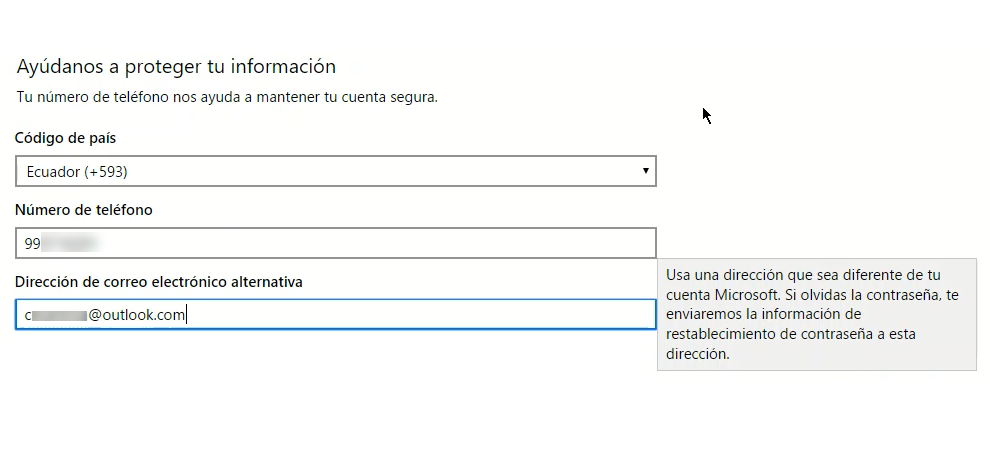 Ayúdanos a proteger tu información
Tu número de teléfono nos ayuda a mantener tu cuenta segura.
Código de país
Ecuador (+593)
Número de teléfono
99
Dirección de correo electrónico alternativa
c @outlook.com
Usa una dirección que sea diferente de tu
cuenta Microsoft. Si olvidas la contraseña, te
enviaremos la información de
restablecimiento de contraseña a esta
dirección.